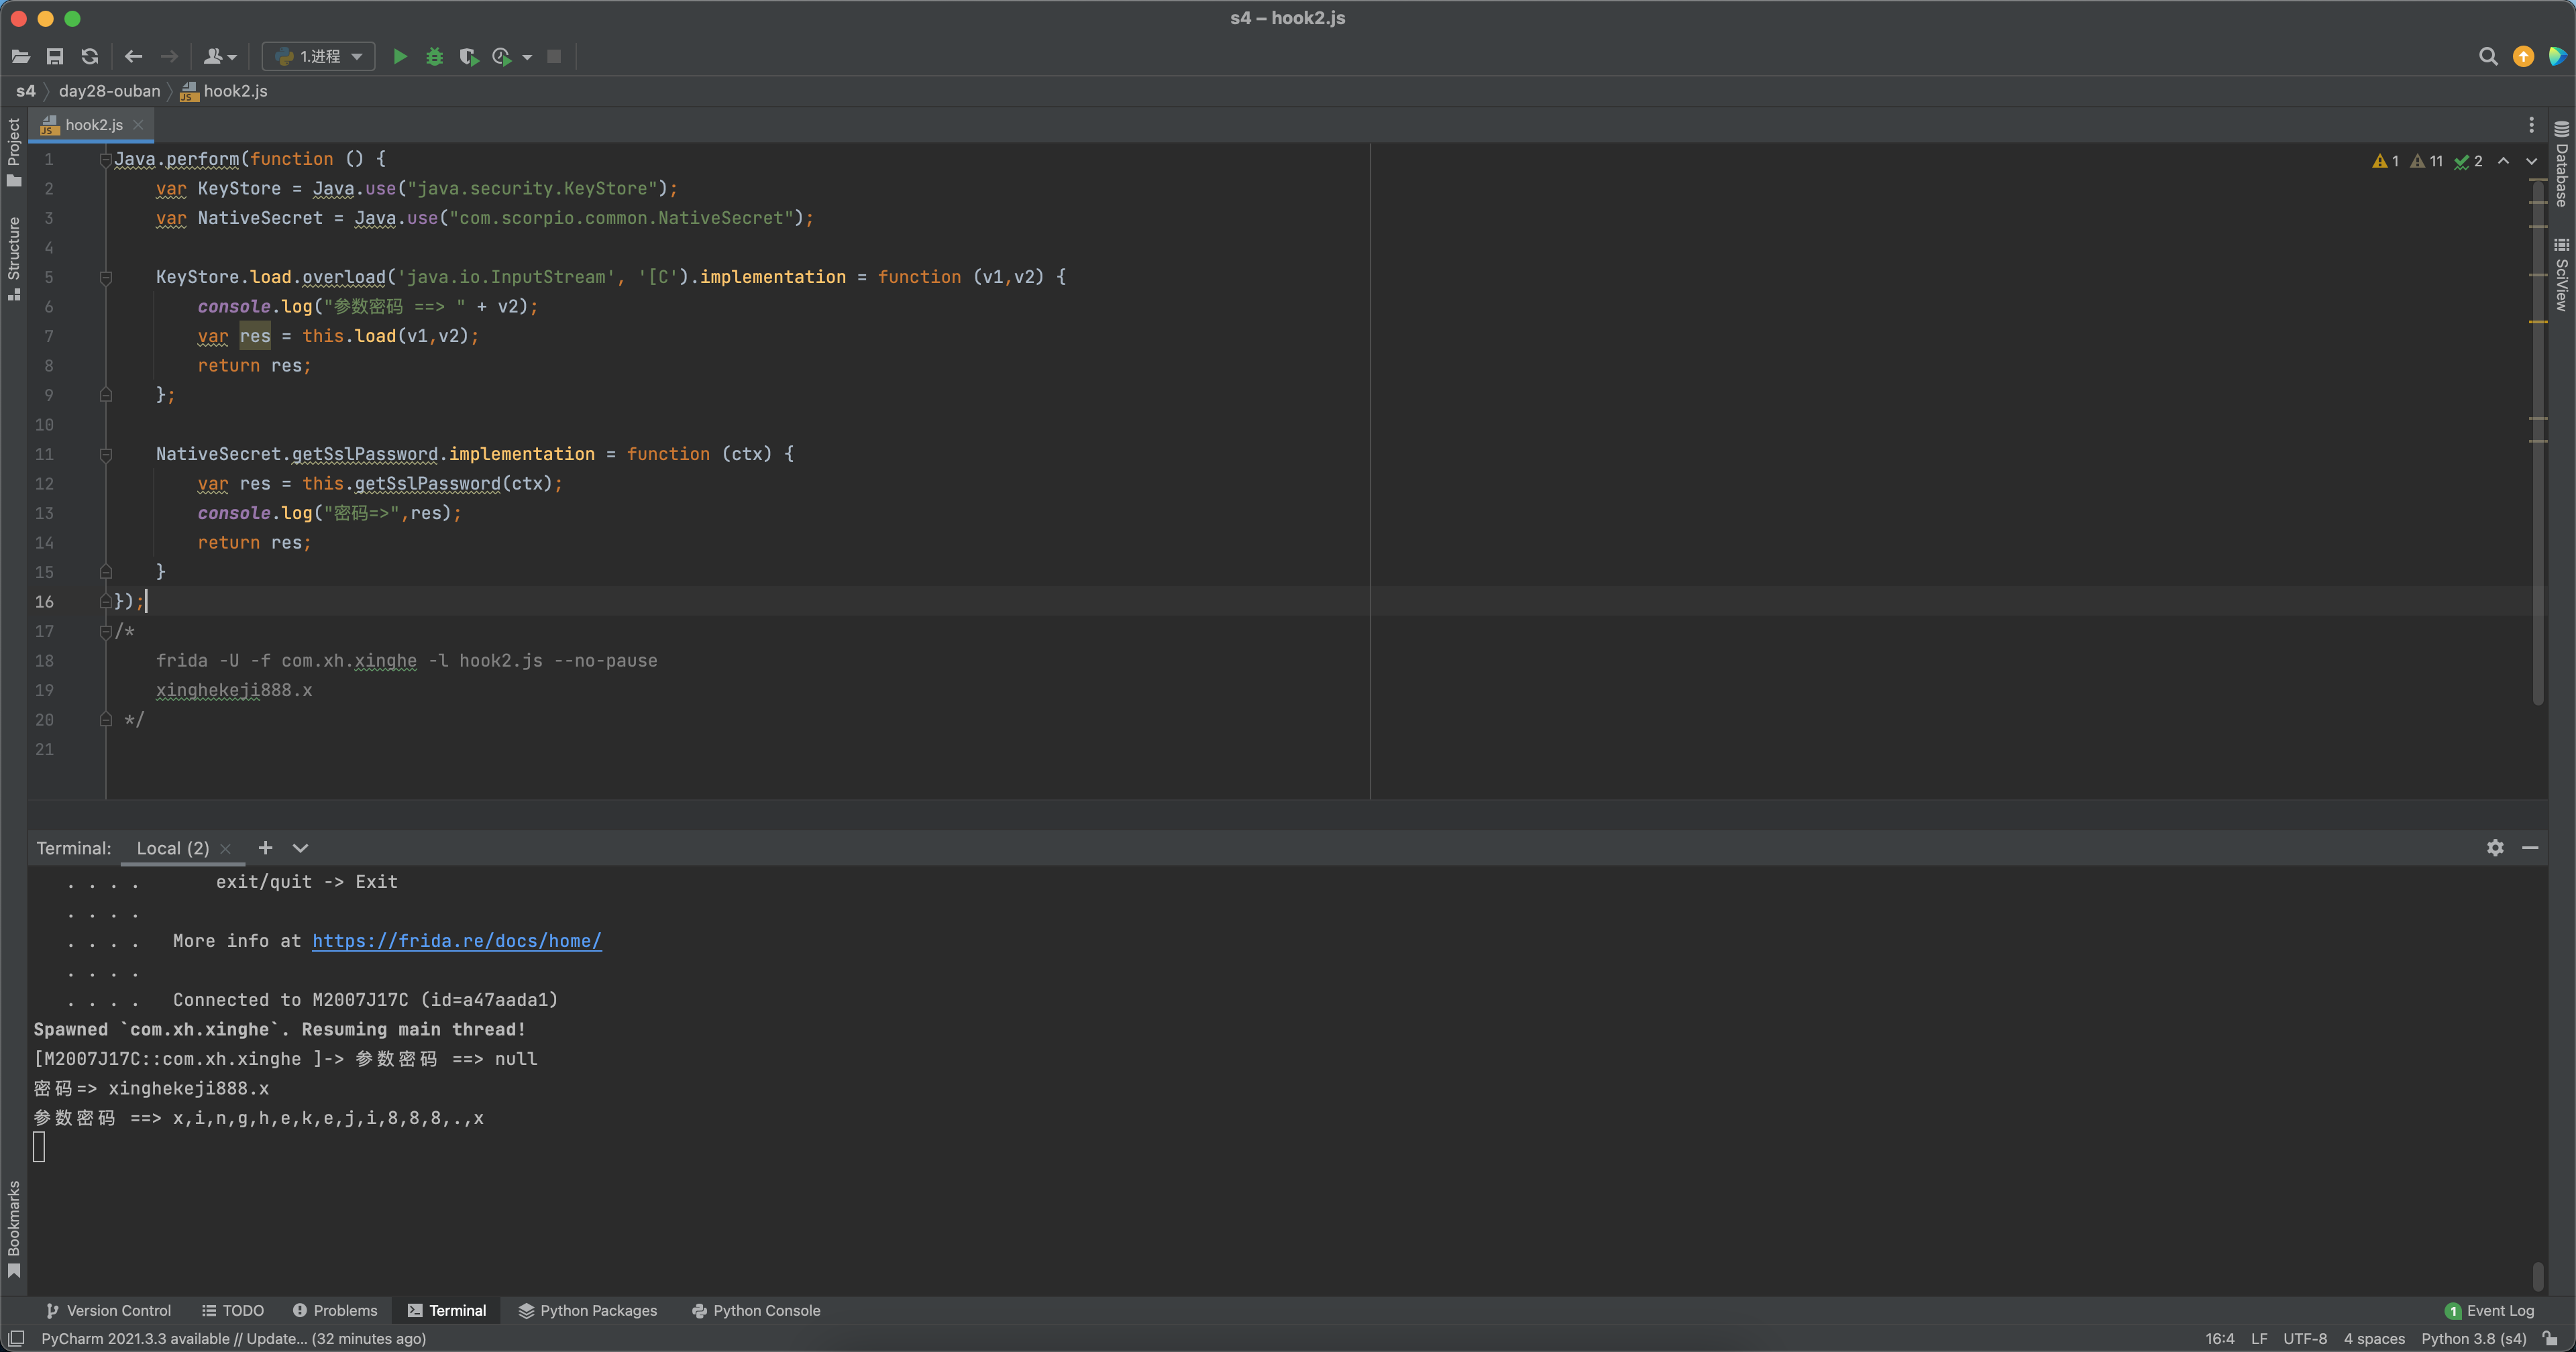 s4 – hook2.js
1.进程
s4 day28-ouban hook2.js
Project
Structure
Bookmarks
Database
SciView
hook2.js
1 11 2
1 Java.perform(function () {
2 var KeyStore = Java.use("java.security.KeyStore");
3 var NativeSecret = Java.use("com.scorpio.common.NativeSecret");
4
5 KeyStore.load.overload('java.io.InputStream', '[C').implementation = function (v1,v2) {
6 console.log("参数密码 ==> " + v2);
7 var res = this.load(v1,v2);
8 return res;
9 };
10
11 NativeSecret.getSslPassword.implementation = function (ctx) {
12 var res = this.getSslPassword(ctx);
13 console.log("密码=>",res);
14 return res;
15 }
16 });
17 /*
18 frida -U -f com.xh.xinghe -l hook2.js --no-pause
19 xinghekeji888.x
20 */
21
Terminal: Local (2)
. . . . exit/quit -> Exit
. . . .
. . . . More info at https://frida.re/docs/home/
. . . .
. . . . Connected to M2007J17C (id=a47aada1)
Spawned `com.xh.xinghe`. Resuming main thread!
[M2007J17C::com.xh.xinghe ]-> 参数密码 ==> null
密码=> xinghekeji888.x
参数密码 ==> x,i,n,g,h,e,k,e,j,i,8,8,8,.,x
Version Control TODO Problems Terminal Python Packages Python Console 1 Event Log
PyCharm 2021.3.3 available // Update... (32 minutes ago) 16:4 LF UTF-8 4 spaces Python 3.8 (s4)